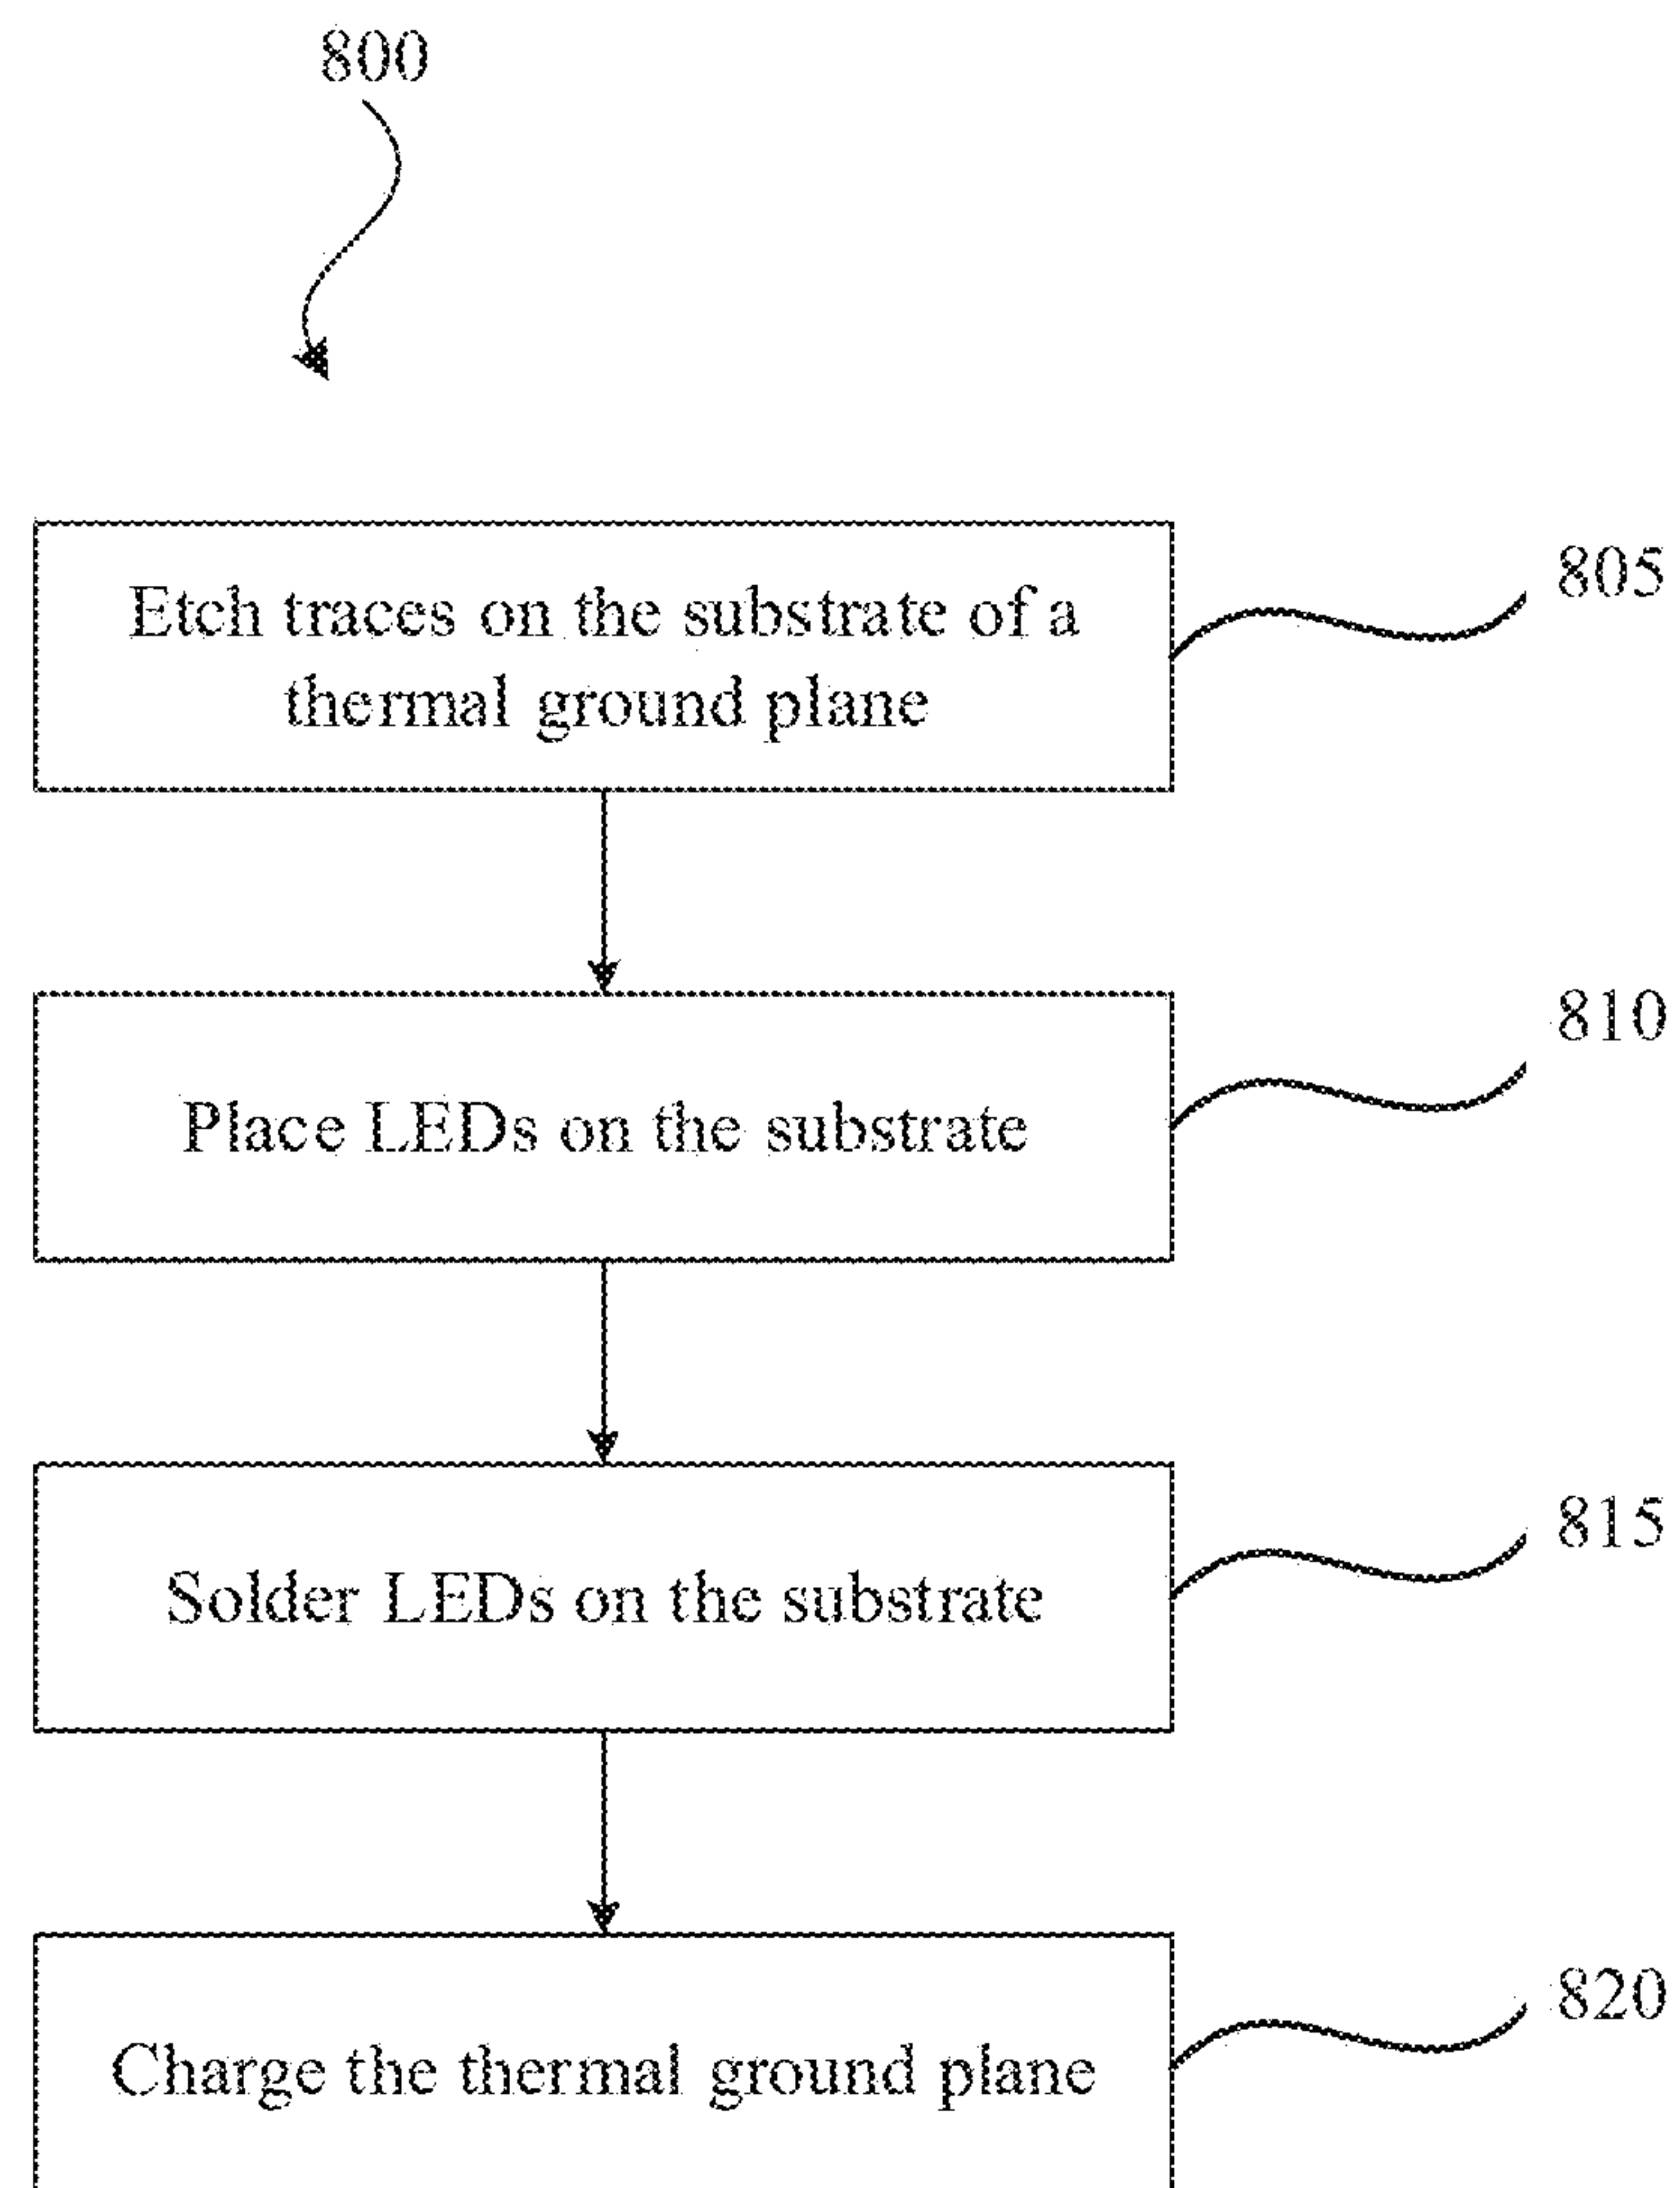 800
Etch traces on the substrate of a
thermal ground plane
805
Place LEDs on the substrate
810
Solder LEDs on the substrate
815
Charge the thermal ground plane
820